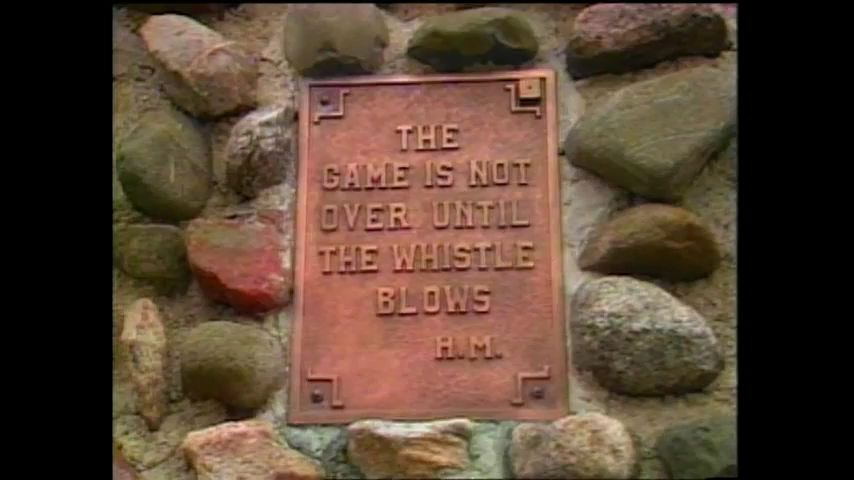 THE
GAME IS NOT
OVER UNTIL
THE WHISTLE
BLOWS
H.M.